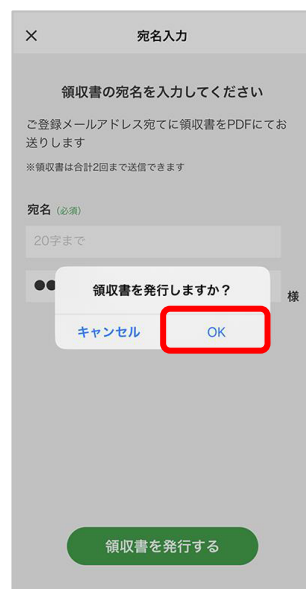 ×
宛名入力
領収書の宛名を入力してください
ご登録メールアドレス宛てに領収書をPDFにてお
送りします
※領収書は合計2回まで送信できます
宛名 (必須)
20字まで
●●
様
領収書を発行しますか？
キャンセル
OK
領収書を発行する